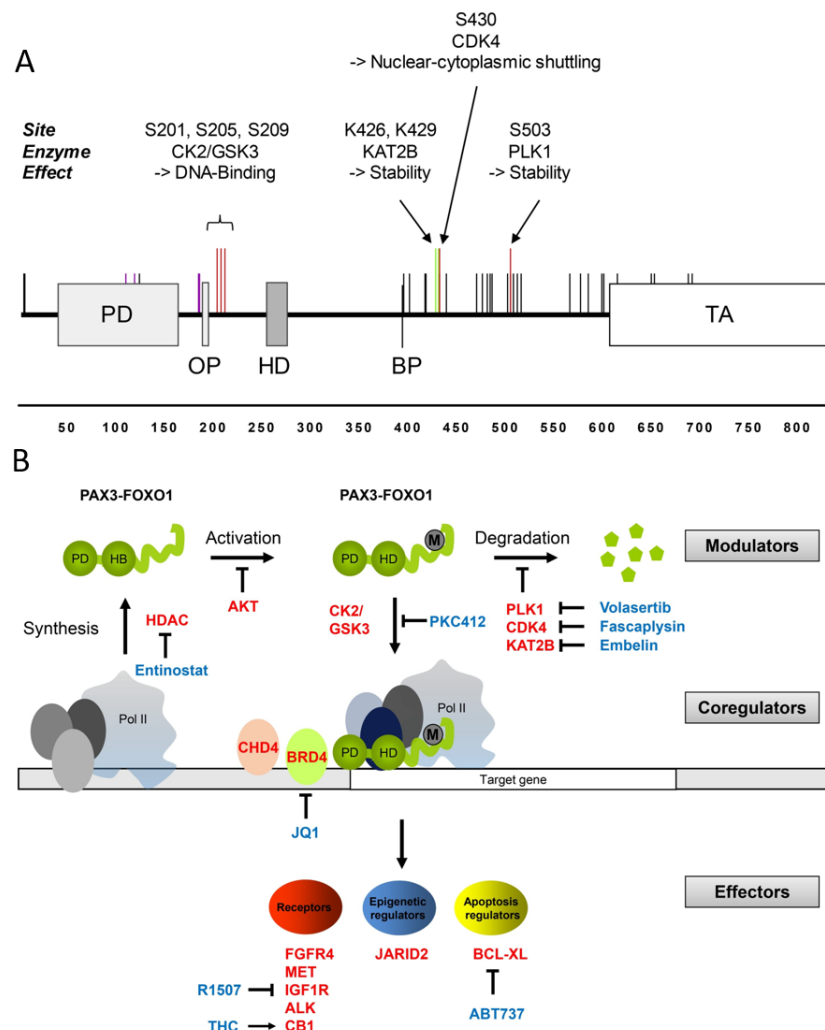 S430
CDK4
-> Nuclear-cytoplasmic shuttling
A
Site S201, S205, S209 K426, K429 S503
Enzyme CK2/GSK3 KAT2B PLK1
Effect -> DNA-Binding -> Stability -> Stability
PD TA
OP HD BP
50 100 150 200 250 300 350 400 450 500 550 600 650 700 750 800
B
PAX3-FOXO1 PAX3-FOXO1
Activation Degradation
PD HB PD HD M
Modulators
AKT
CK2/
GSK3
PKC412
PLK1 Volasertib
CDK4 Fascaplysin
KAT2B Embelin
Synthesis
HDAC
Entinostat
Coregulators
Pol II Pol II
CHD4 BRD4 PD HD M
Target gene
JQ1
Effectors
Receptors Epigenetic regulators Apoptosis regulators
FGFR4 JARID2 BCL-XL
MET
R1507 IGF1R
ALK ABT737
THC CB1